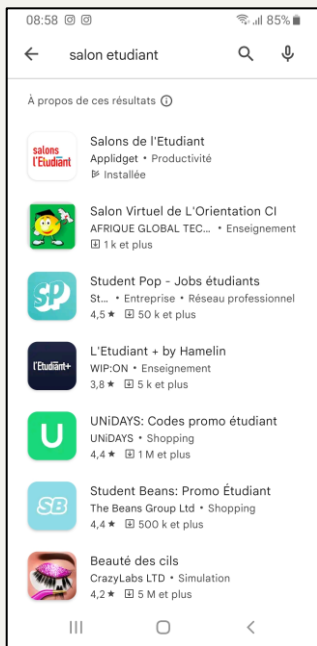 08:58 85%
salon etudiant
À propos de ces résultats
salons
l'Etudiant
Salons de l'Etudiant
Applidget • Productivité
Installée
Salon Virtuel de L'Orientation CI
AFRIQUE GLOBAL TEC... • Enseignement
1 k et plus
SP
Student Pop - Jobs étudiants
St... • Entreprise • Réseau professionnel
4,5 ★ 50 k et plus
l'Etudiant+
L'Etudiant + by Hamelin
WIP:ON • Enseignement
3,8 ★ 5 k et plus
U
UNiDAYS: Codes promo étudiant
UNiDAYS • Shopping
4,4 ★ 1 M et plus
SB
Student Beans: Promo Étudiant
The Beans Group Ltd • Shopping
4,4 ★ 500 k et plus
Beauté des cils
CrazyLabs LTD • Simulation
4,2 ★ 5 M et plus